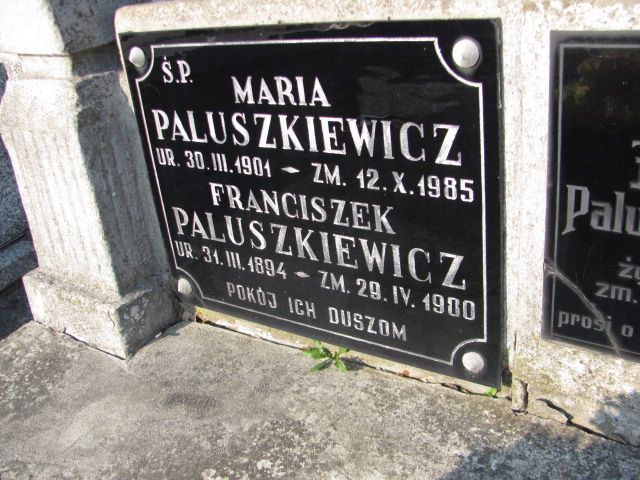 Ś.P.
MARIA
PALUSZKIEWICZ
UR. 30.III.1901 - ZM. 12.X.1985
FRANCISZEK
PALUSZKIEWICZ
UR. 31.III.1894 - ZM. 29.IV.1980
POKÓJ ICH DUSZOM
prosi o